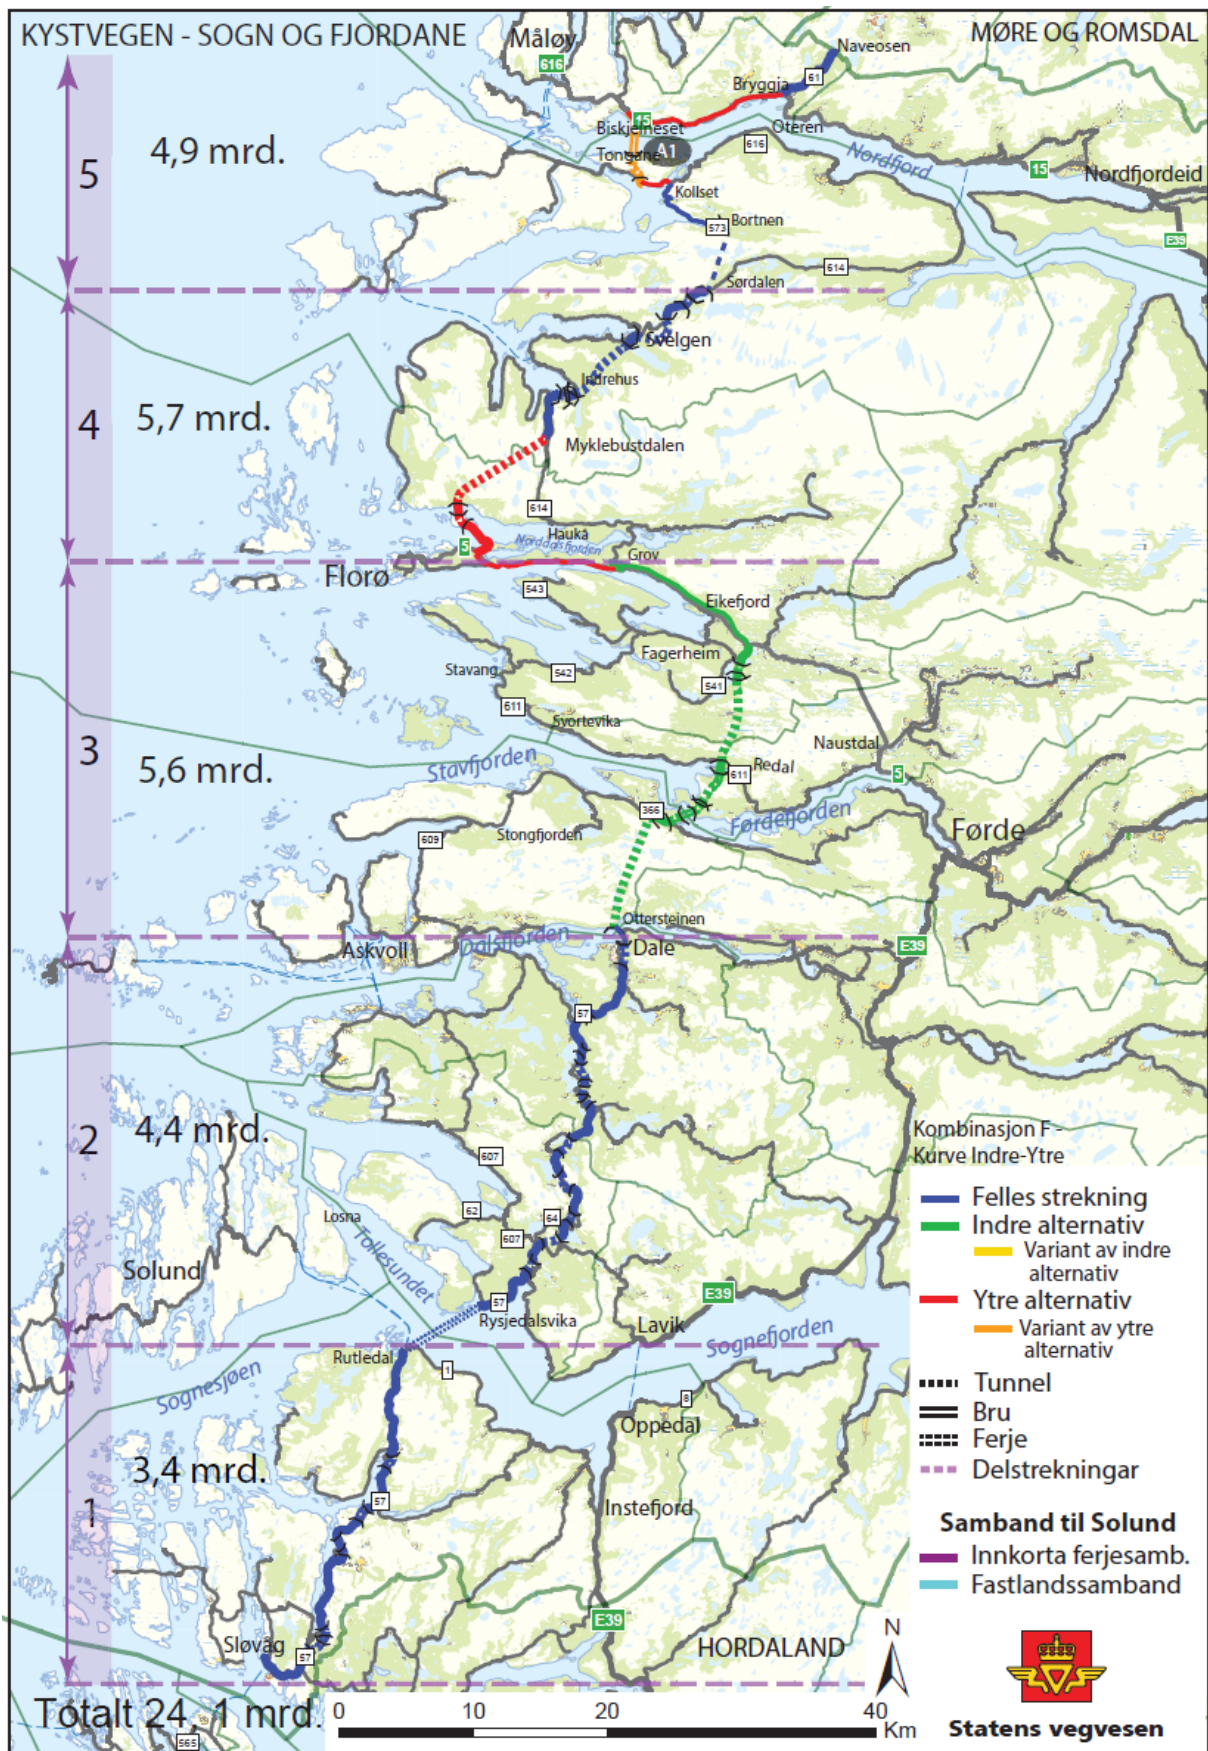 KYSTVEGEN - SOGN OG FJORDANE
MØRE OG ROMSDAL
Måløy
616
Naveosen
61
Bryggja
15
Biskjelneset
Oteren
4,9 mrd.
5
Tongane
A1
616
Nordfjord
15
Nordfjordeid
Kollset
573
Bortnen
E39
614
Sørdalen
Svelgen
Indrehus
5,7 mrd.
4
Myklebustdalen
614
Haukå
Norddalsfjorden
5
Grov
Florø
543
Eikefjord
Fagerheim
Stavang
542
541
611
Svortevika
Naustdal
3
5,6 mrd.
Stavfjorden
Redal
611
5
366
Førdefjorden
Førde
Stongfjorden
609
Ottersteinen
Askvoll
Dalsfjorden
Dale
E39
57
2
4,4 mrd.
Kombinasjon F -
Kurve Indre-Ytre
607
Felles strekning
62
64
Losna
607
Indre alternativ
Variant av indre
alternativ
Solund
Tollesundet
E39
57
Ytre alternativ
Rysjedalsvika
Lavik
Variant av ytre
alternativ
Sognefjorden
Rutledal
1
Sognesjøen
8
Oppedal
Tunnel
Bru
Ferje
3,4 mrd.
Delstrekningar
1
57
Instefjord
Samband til Solund
Innkorta ferjesamb.
Fastlandssamband
E39
Sløvåg
57
HORDALAND
N
Totalt 24, 1 mrd.
0 10 20 40
Km
565
Statens vegvesen